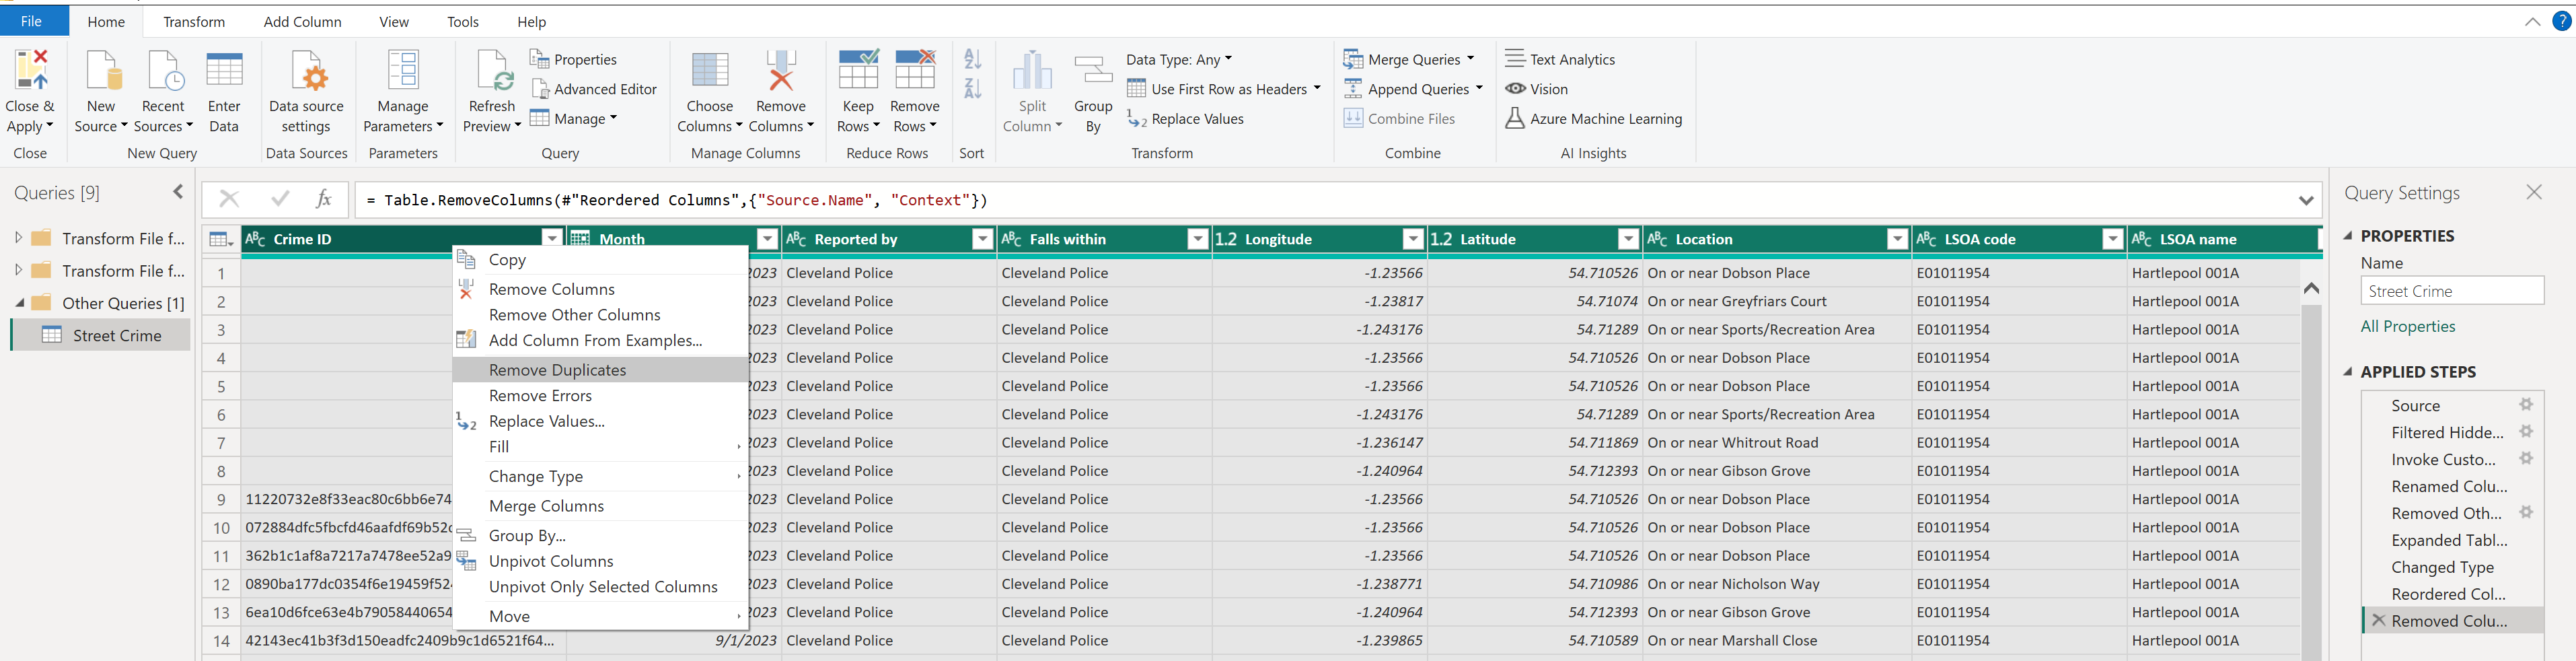 File Home Transform Add Column View Tools Help
Close & Apply
New Source
Recent Sources
Enter Data
Data source settings
Manage Parameters
Refresh Preview
Properties
Advanced Editor
Manage
Choose Columns
Remove Columns
Keep Rows
Remove Rows
Split Column
Group By
Data Type: Any
Use First Row as Headers
Replace Values
Merge Queries
Append Queries
Combine Files
Text Analytics
Vision
Azure Machine Learning
Close New Query Data Sources Parameters Query Manage Columns Reduce Rows Sort Transform Combine AI Insights
Queries [9]
Transform File f...
Transform File f...
Other Queries [1]
Street Crime
fx = Table.RemoveColumns(#"Reordered Columns",{"Source.Name", "Context"})
Crime ID Month Reported by Falls within 1.2 Longitude 1.2 Latitude Location LSOA code LSOA name
1 2023 Cleveland Police Cleveland Police -1.23566 54.710526 On or near Dobson Place E01011954 Hartlepool 001A
2 2023 Cleveland Police Cleveland Police -1.23817 54.71074 On or near Greyfriars Court E01011954 Hartlepool 001A
3 2023 Cleveland Police Cleveland Police -1.243176 54.71289 On or near Sports/Recreation Area E01011954 Hartlepool 001A
4 2023 Cleveland Police Cleveland Police -1.23566 54.710526 On or near Dobson Place E01011954 Hartlepool 001A
5 2023 Cleveland Police Cleveland Police -1.23566 54.710526 On or near Dobson Place E01011954 Hartlepool 001A
6 2023 Cleveland Police Cleveland Police -1.243176 54.71289 On or near Sports/Recreation Area E01011954 Hartlepool 001A
7 2023 Cleveland Police Cleveland Police -1.236147 54.711869 On or near Whitrout Road E01011954 Hartlepool 001A
8 2023 Cleveland Police Cleveland Police -1.240964 54.712393 On or near Gibson Grove E01011954 Hartlepool 001A
9 11220732e8f33eac80c6bb6e74 2023 Cleveland Police Cleveland Police -1.23566 54.710526 On or near Dobson Place E01011954 Hartlepool 001A
10 072884dfc5fbcfd46aafdf69b52c 2023 Cleveland Police Cleveland Police -1.23566 54.710526 On or near Dobson Place E01011954 Hartlepool 001A
11 362b1c1af8a7217a7478ee52a9 2023 Cleveland Police Cleveland Police -1.23566 54.710526 On or near Dobson Place E01011954 Hartlepool 001A
12 0890ba177dc0354f6e19459f524 2023 Cleveland Police Cleveland Police -1.238771 54.710986 On or near Nicholson Way E01011954 Hartlepool 001A
13 6ea10d6fce63e4b79058440654 2023 Cleveland Police Cleveland Police -1.240964 54.712393 On or near Gibson Grove E01011954 Hartlepool 001A
14 42143ec41b3f3d150eadfc2409b9c1d6521f64... 9/1/2023 Cleveland Police Cleveland Police -1.239865 54.710589 On or near Marshall Close E01011954 Hartlepool 001A
Copy
Remove Columns
Remove Other Columns
Add Column From Examples...
Remove Duplicates
Remove Errors
Replace Values...
Fill
Change Type
Merge Columns
Group By...
Unpivot Columns
Unpivot Only Selected Columns
Move
Query Settings
PROPERTIES
Name
Street Crime
All Properties
APPLIED STEPS
Source
Filtered Hidde...
Invoke Custo...
Renamed Colu...
Removed Oth...
Expanded Tabl...
Changed Type
Reordered Col...
Removed Colu...